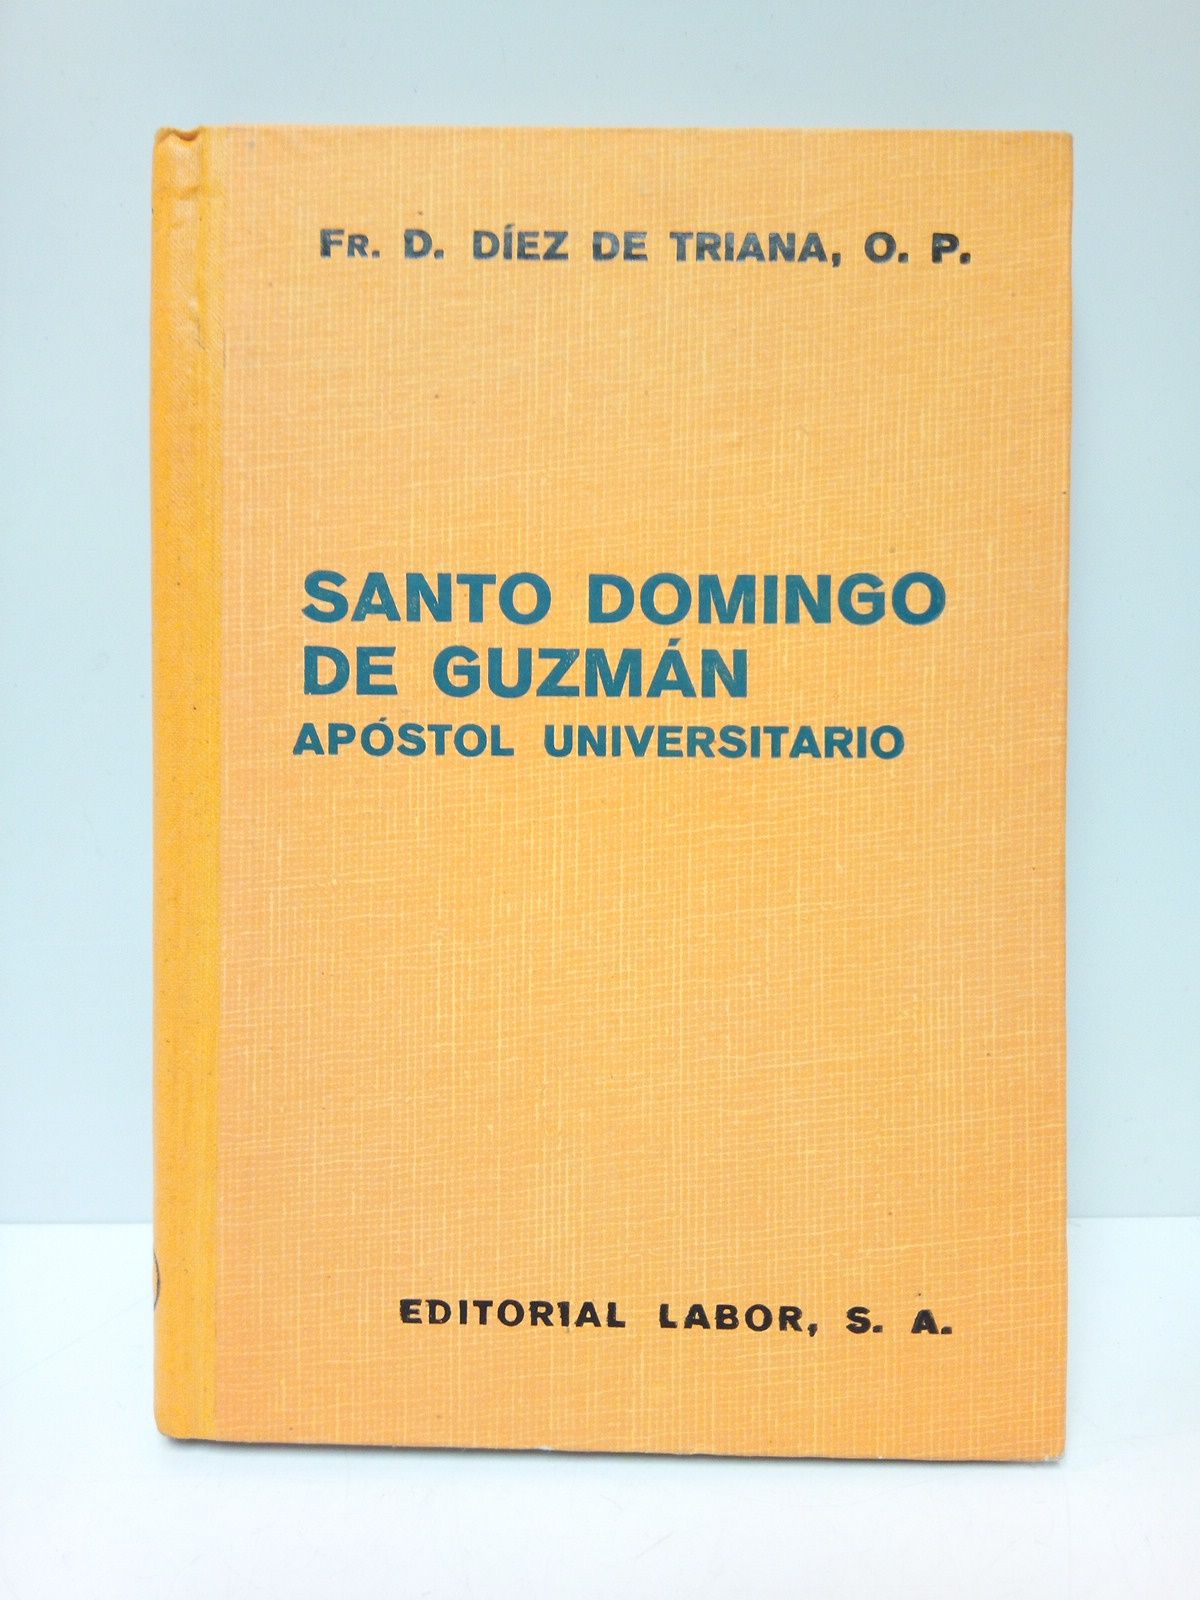 FR. D. DÍEZ DE TRIANA, O. P.
SANTO DOMINGO
DE GUZMÁN
APÓSTOL UNIVERSITARIO
EDITORIAL LABOR, S. A.